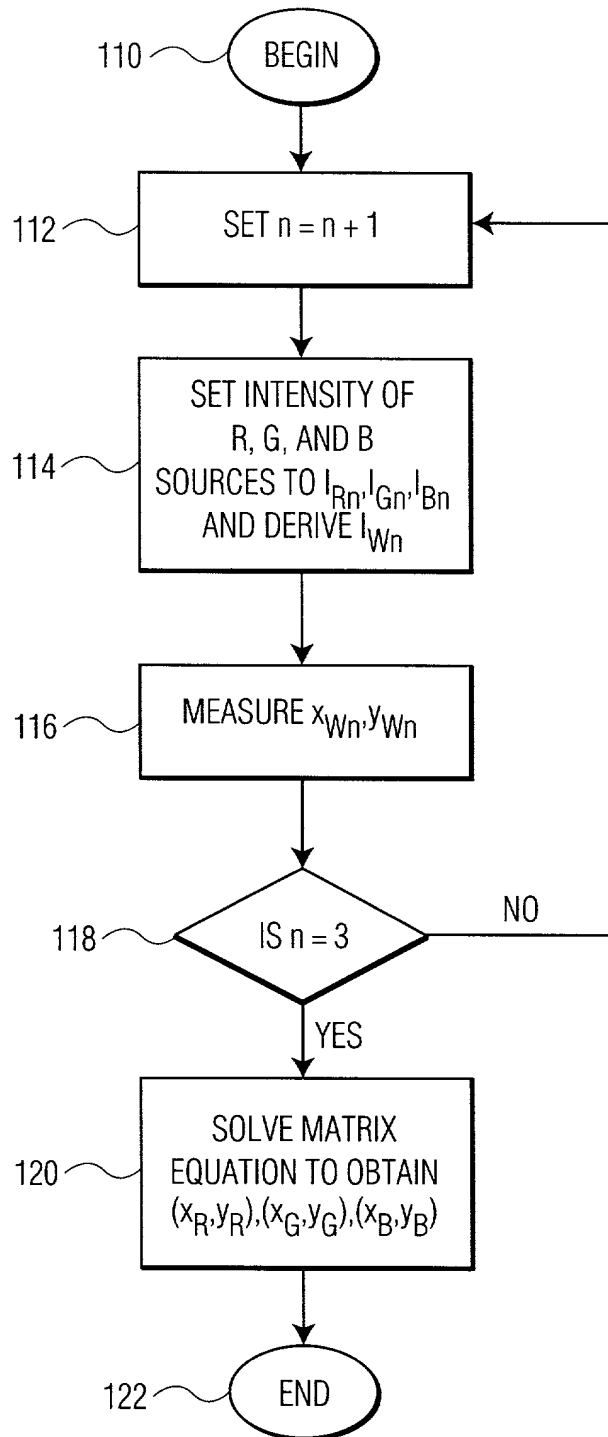 110
BEGIN
112
SET n = n + 1
114
SET INTENSITY OF
R, G, AND B
SOURCES TO I_Rn, I_Gn, I_Bn
AND DERIVE I_Wn
116
MEASURE x_Wn, y_Wn
118
IS n = 3
NO
YES
120
SOLVE MATRIX
EQUATION TO OBTAIN
(x_R,y_R),(x_G,y_G),(x_B,y_B)
122
END